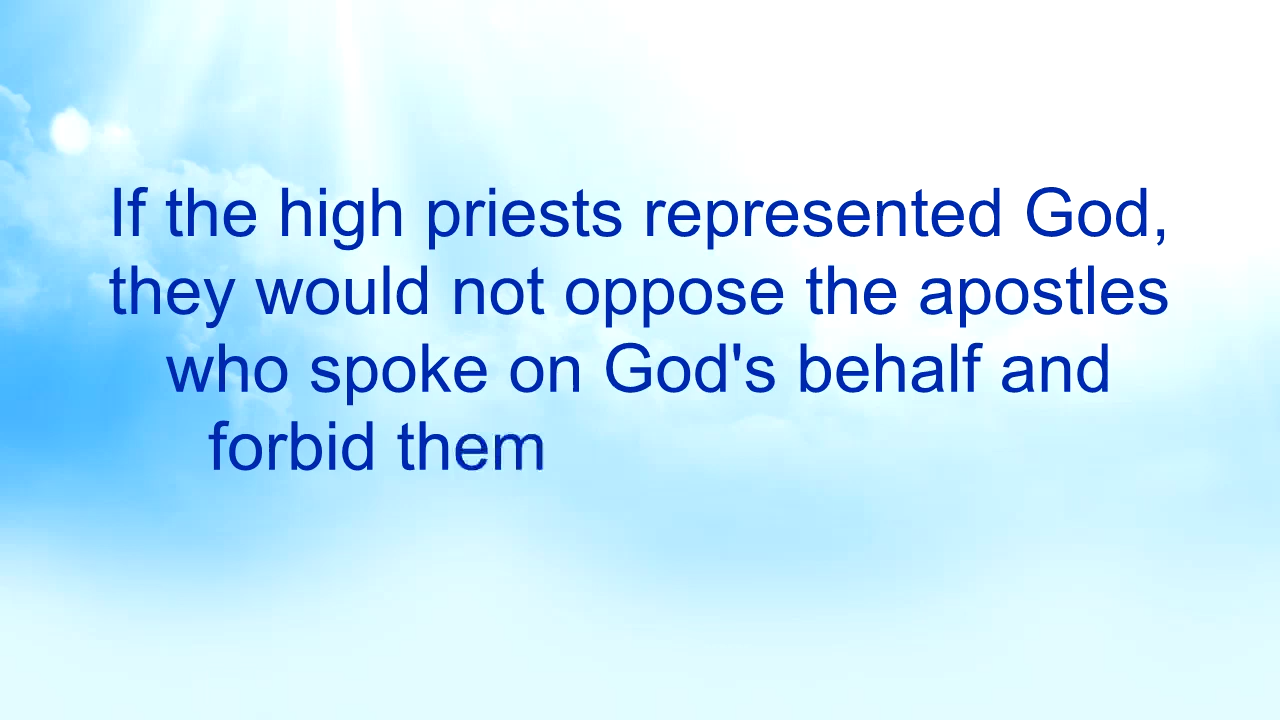 If the high priests represented God,
they would not oppose the apostles
who spoke on God's behalf and
forbid them